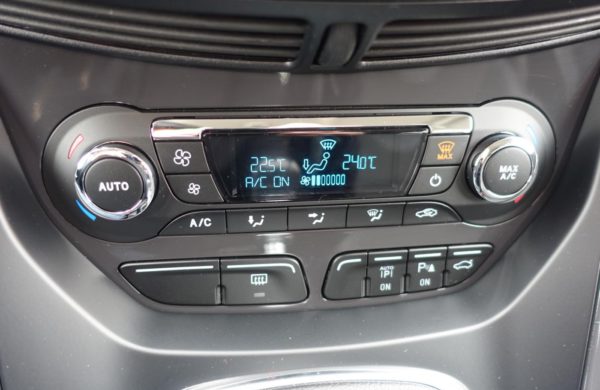 MAX
22.5°C 24.0°C
AUTO
MAX
A/C
A/C ON
A/C
AUTO
P
ON
P
ON